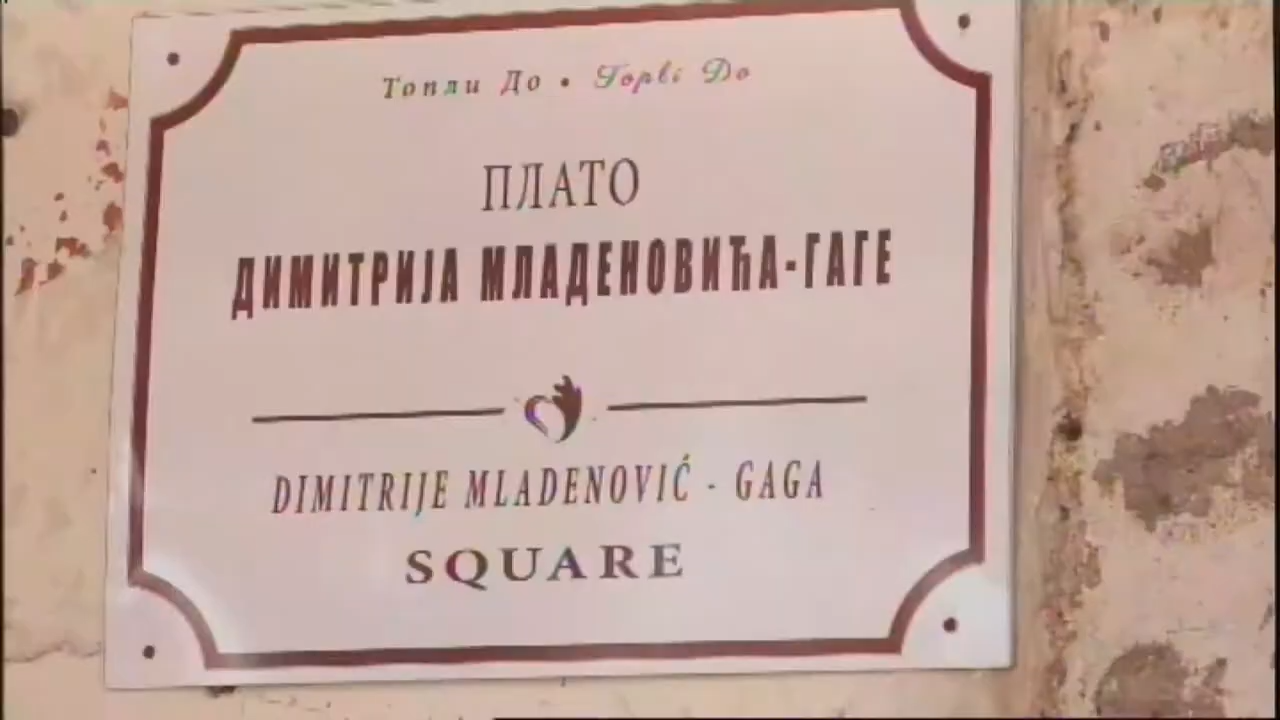 Топли До • Topli Do
ПЛАТО
ДИМИТРИЈА МЛАДЕНОВИЋА-ГАГЕ
DIMITRIJE MLADENOVIĆ - GAGA
SQUARE